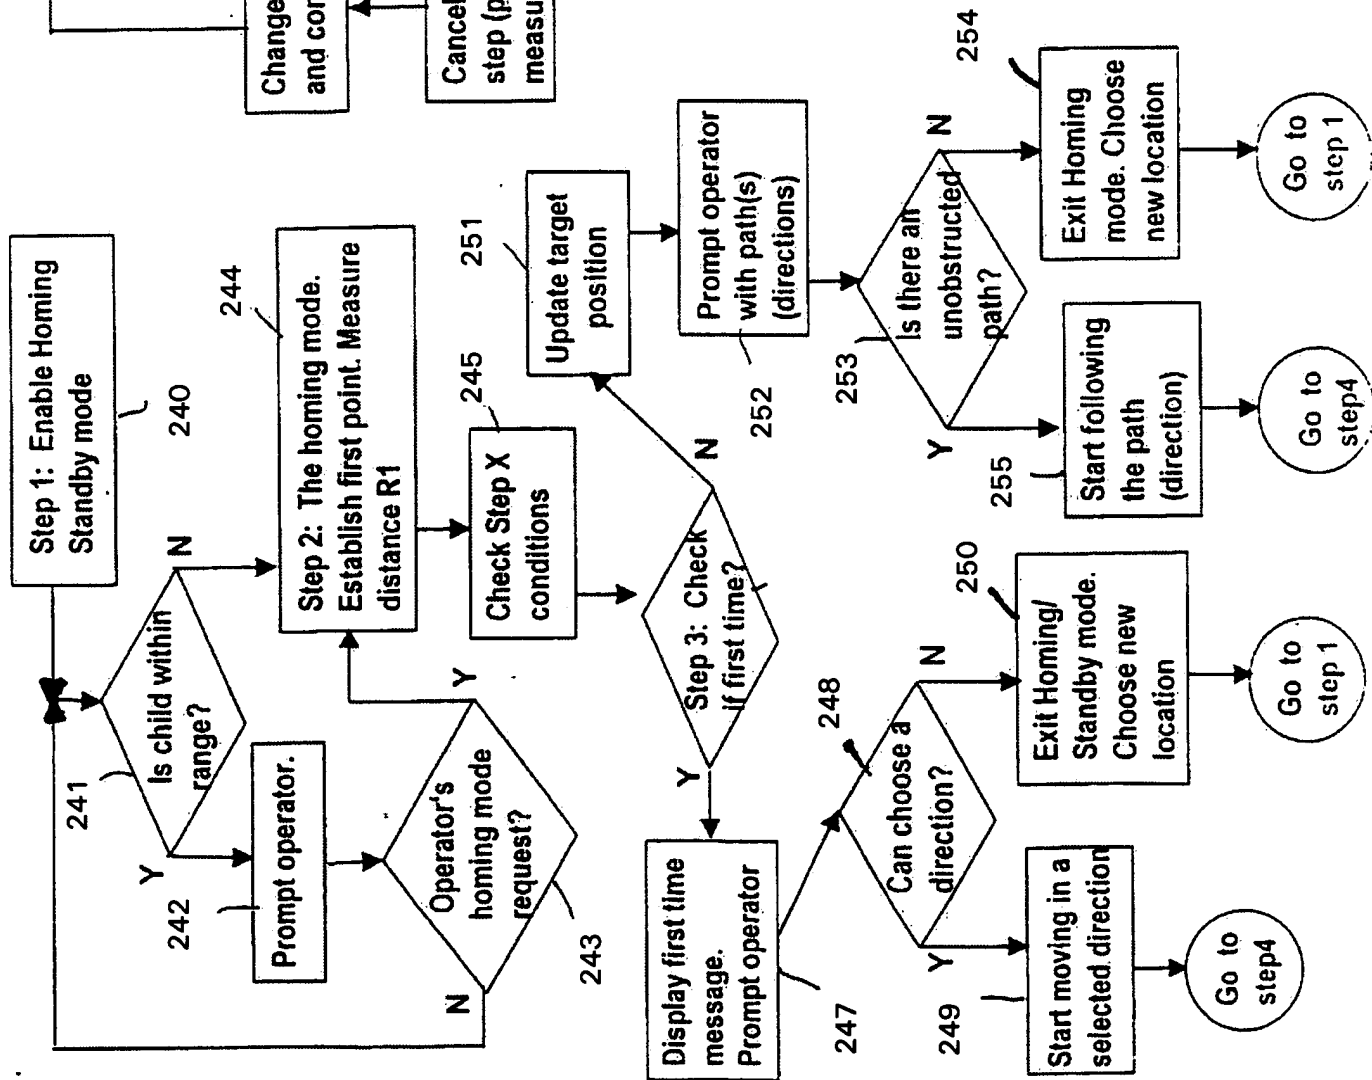 Step 1: Enable Homing
Standby mode
240
241
Is child within
range?
Y
N
242
Prompt operator.
Operator's
homing mode
request?
243
N
Y
244
Step 2: The homing mode.
Establish first point. Measure
distance R1
245
Check Step X
conditions
Step 3: Check
If first time?
Y
N
Display first time
message.
Prompt operator
247
248
Can choose a
direction?
Y
N
249
Start moving in a
selected direction
Go to
step4
250
Exit Homing/
Standby mode.
Choose new
location
Go to
step 1
251
Update target
position
252
Prompt operator
with path(s)
(directions)
253
Is there an
unobstructed
path?
Y
N
255
Start following
the path
(direction)
Go to
step4
254
Exit Homing
mode. Choose
new location
Go to
step 1
Change
and con
Cancel
step (p
measu